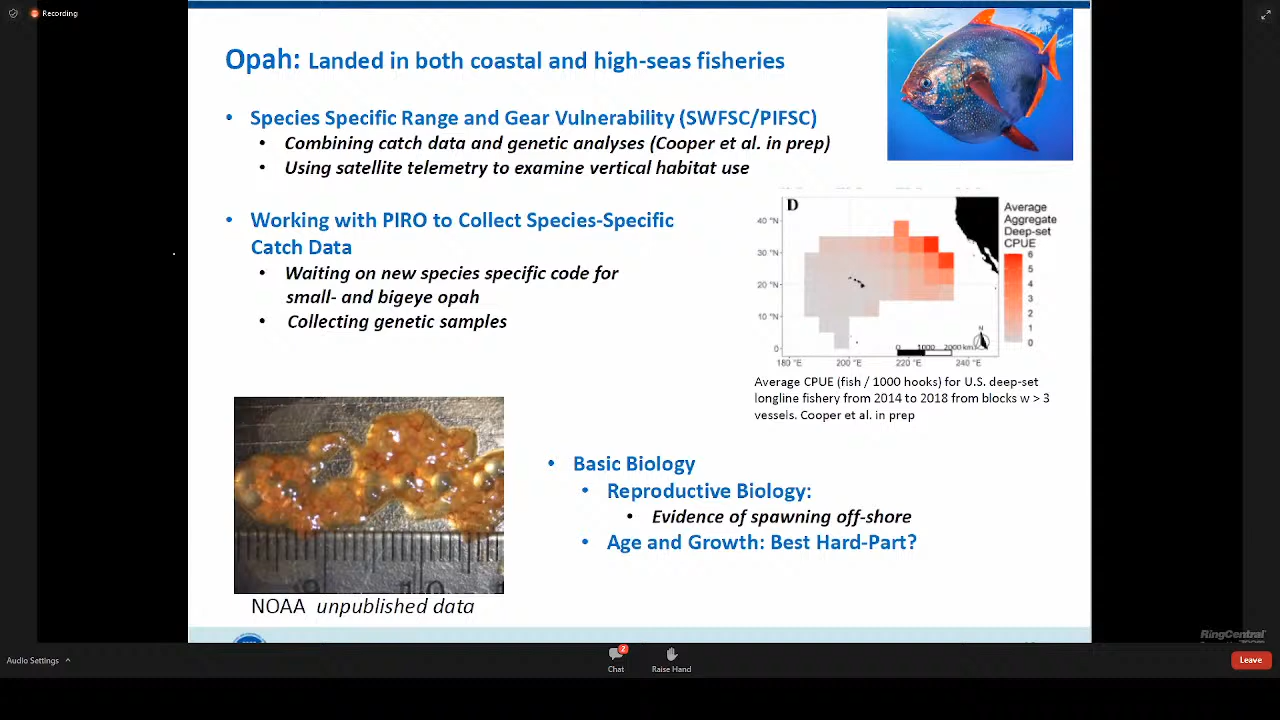 Recording
Opah: Landed in both coastal and high-seas fisheries
• Species Specific Range and Gear Vulnerability (SWFSC/PIFSC)
• Combining catch data and genetic analyses (Cooper et al. in prep)
• Using satellite telemetry to examine vertical habitat use
• Working with PIRO to Collect Species-Specific
Catch Data
• Waiting on new species specific code for
small- and bigeye opah
• Collecting genetic samples
D
Average
Aggregate
Deep-set
CPUE
6
5
4
3
2
1
0
40 °N
30 °N
20 °N
10 °N
0
N
0 1000 2000 km
180 °E 200 °E 220 °E 240 °E
Average CPUE (fish / 1000 hooks) for U.S. deep-set
longline fishery from 2014 to 2018 from blocks w > 3
vessels. Cooper et al. in prep
• Basic Biology
• Reproductive Biology:
• Evidence of spawning off-shore
• Age and Growth: Best Hard-Part?
NOAA unpublished data
RingCentral
Audio Settings
2
Chat
Raise Hand
Leave